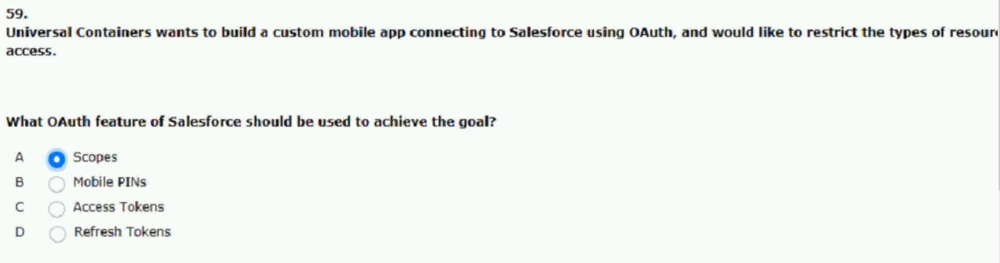 59.
Universal Containers wants to build a custom mobile app connecting to Salesforce using OAuth, and would like to restrict the types of
access.
What OAuth feature of Salesforce should be used to achieve the goal?
A Scopes
B Mobile PINs
C Access Tokens
D Refresh Tokens